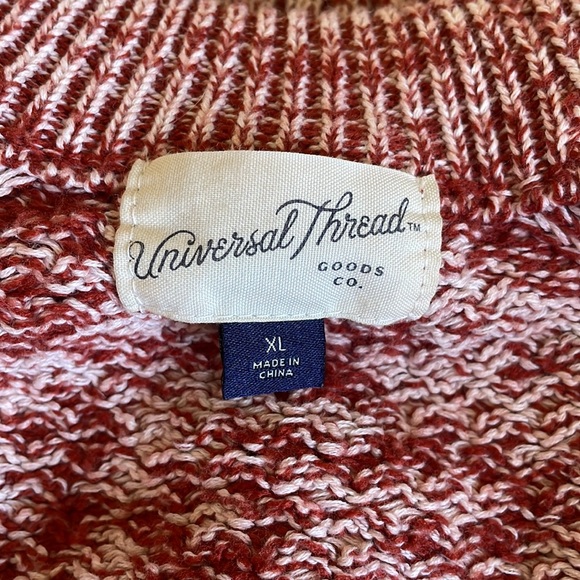 Universal Thread™
GOODS
CO.
XL
MADE IN
CHINA